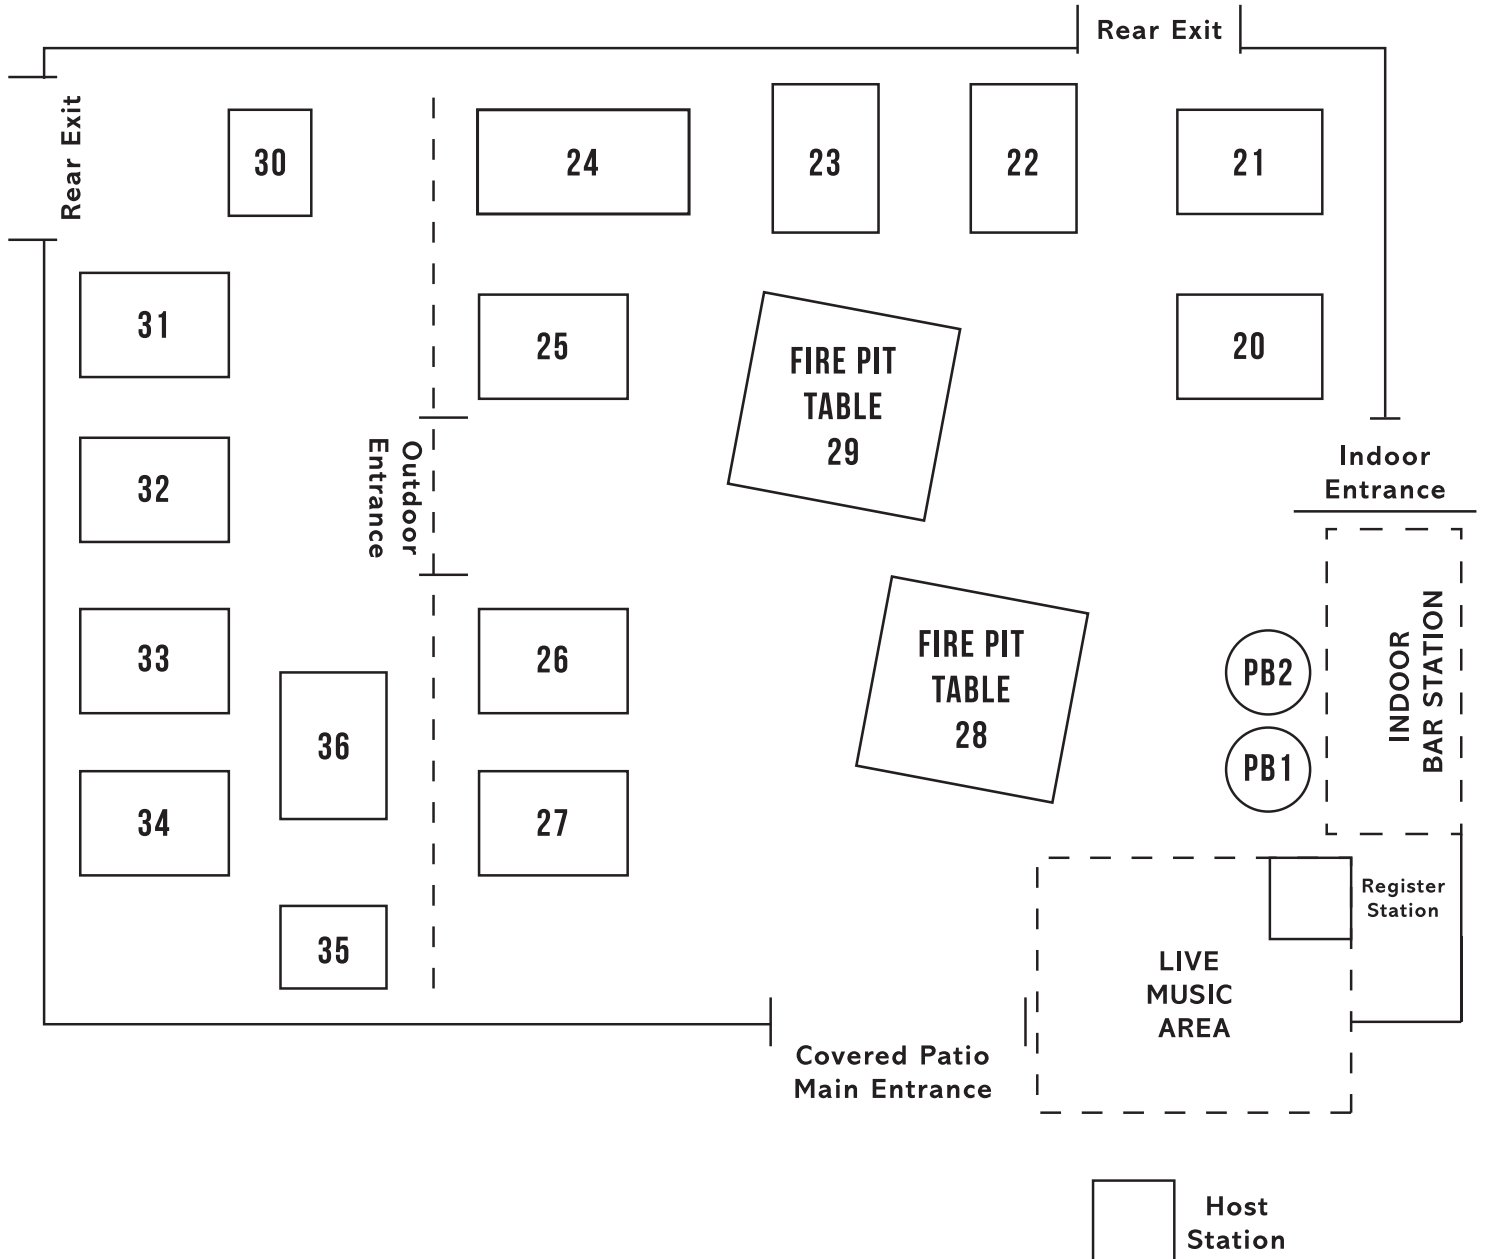 Rear Exit
Rear Exit
30
24
23
22
21
31
25
FIRE PIT
TABLE
29
20
32
Outdoor
Entrance
Indoor
Entrance
33
26
FIRE PIT
TABLE
28
PB2
INDOOR
BAR STATION
36
PB1
34
27
Register
Station
35
LIVE
MUSIC
AREA
Covered Patio
Main Entrance
Host
Station